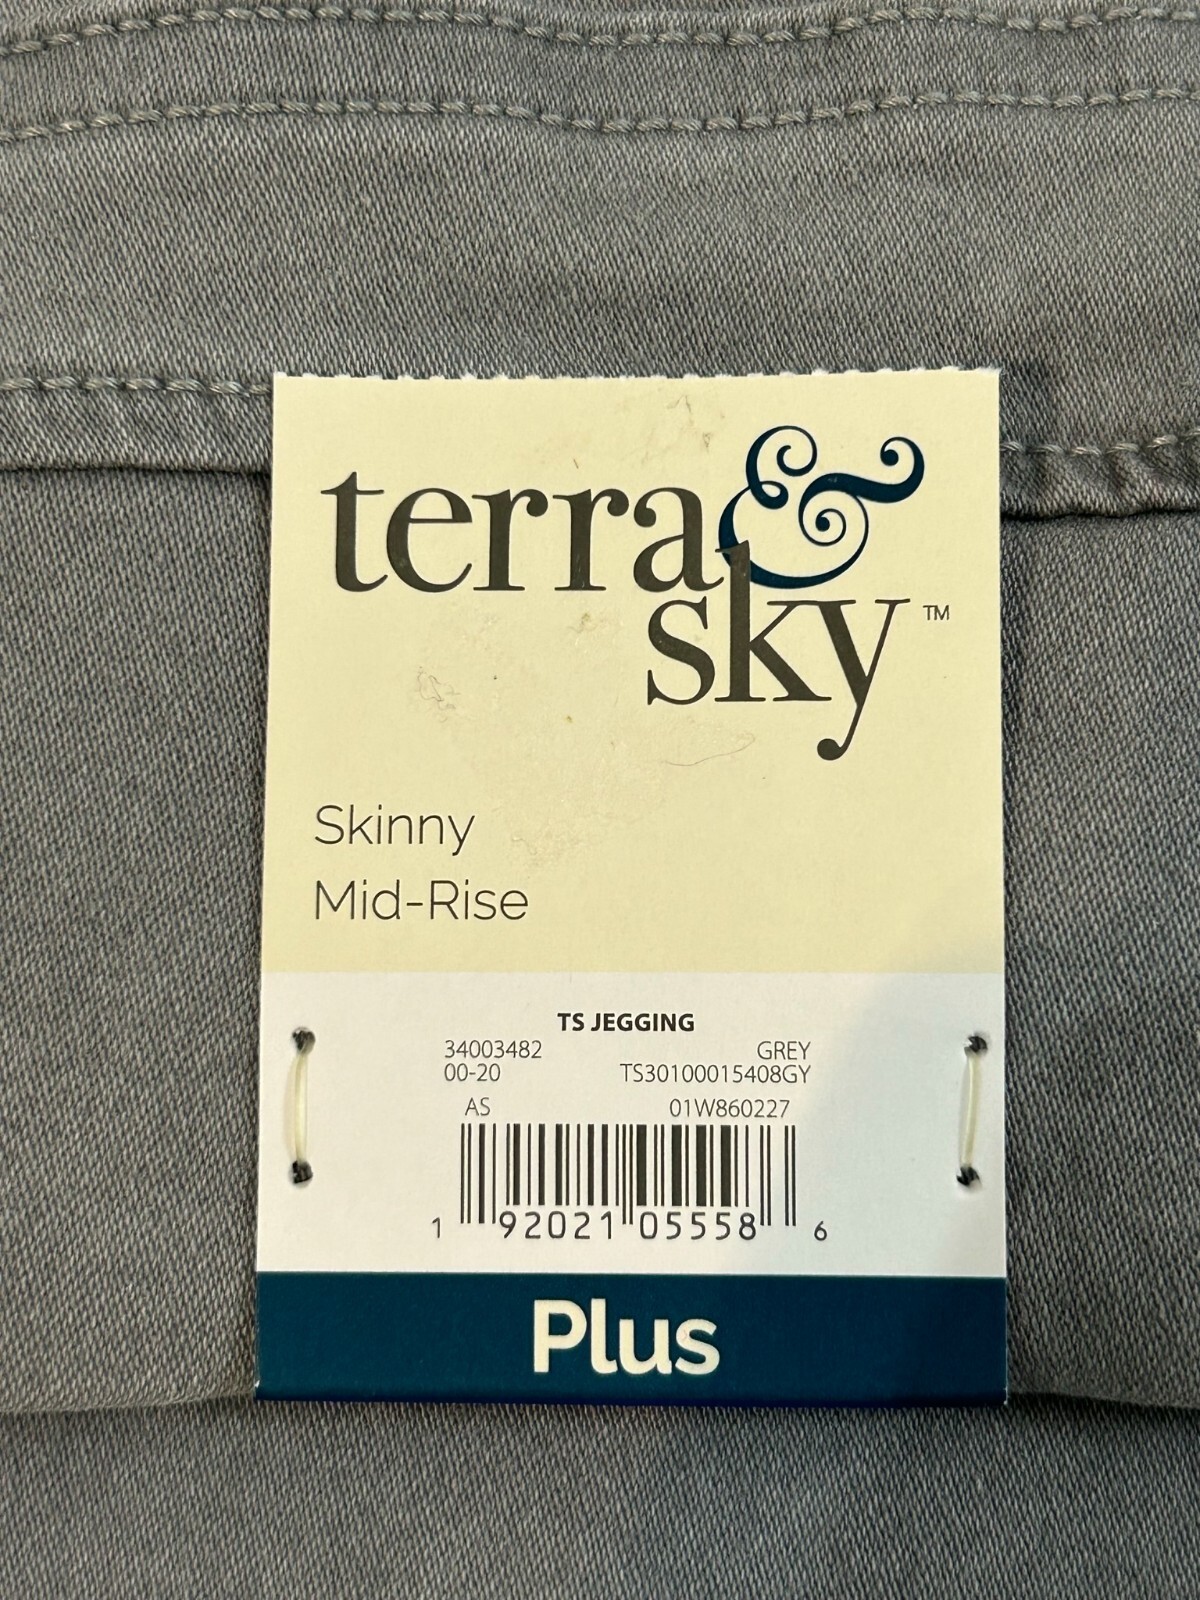 terra &
sky™
Skinny
Mid-Rise
TS JEGGING
34003482 GREY
00-20 TS30100015408GY
AS 01W860227
1 92021 05558 6
Plus